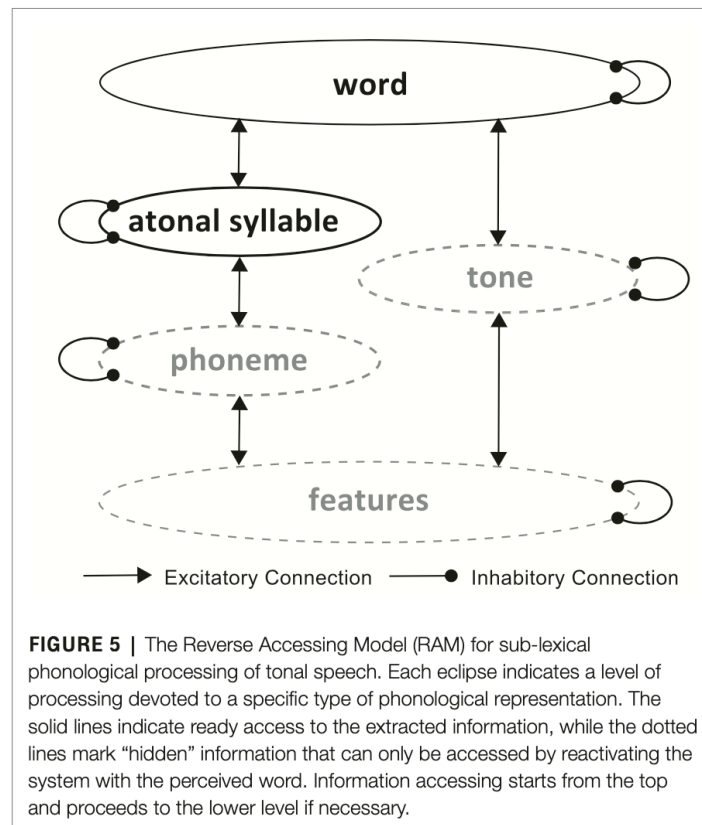 word
atonal syllable
tone
phoneme
features
Excitatory Connection Inhabitory Connection
FIGURE 5 | The Reverse Accessing Model (RAM) for sub-lexical
phonological processing of tonal speech. Each eclipse indicates a level of
processing devoted to a specific type of phonological representation. The
solid lines indicate ready access to the extracted information, while the dotted
lines mark “hidden” information that can only be accessed by reactivating the
system with the perceived word. Information accessing starts from the top
and proceeds to the lower level if necessary.